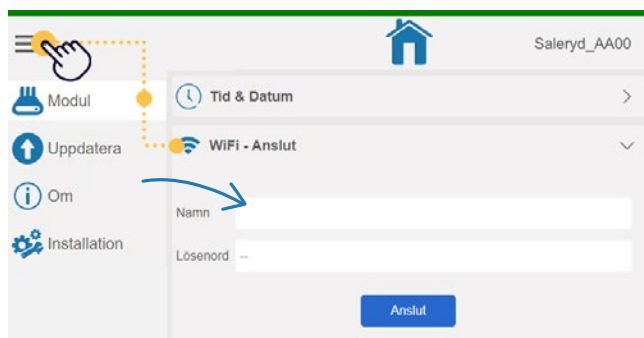 Saleryd_AA00
Modul
Uppdatera
Om
Installation
Tid & Datum
WiFi - Anslut
Namn
Lösenord --
Anslut